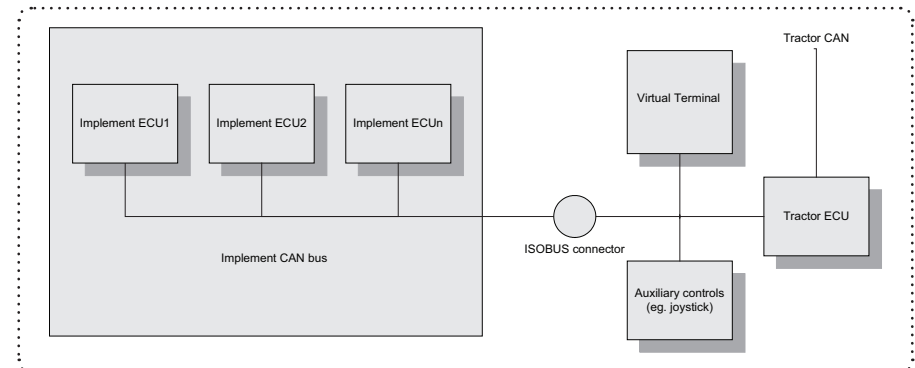 Tractor CAN
Virtual Terminal
Implement ECU1
Implement ECU2
Implement ECUn
Tractor ECU
ISOBUS connector
Implement CAN bus
Auxiliary controls
(eg. joystick)